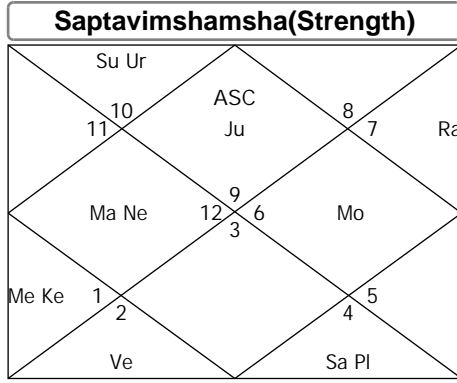 Saptavimshamsha(Strength)
Su Ur
ASC
Ju
10
8
11
7
Ra
9
Ma Ne
12
6
Mo
3
Me Ke
1
5
2
4
Ve
Sa Pl